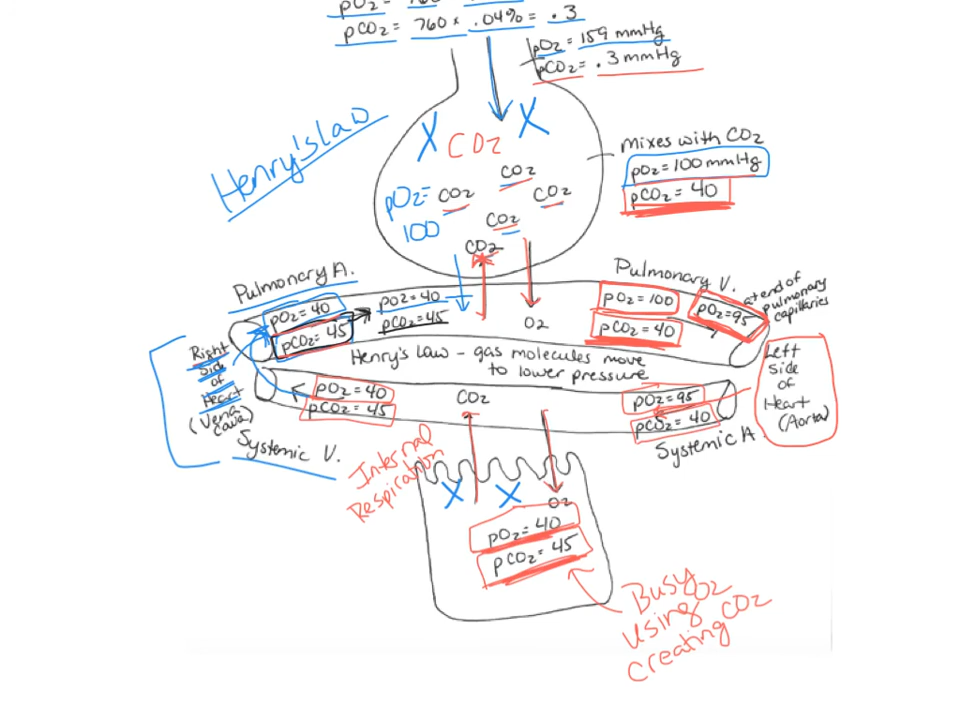 pO2=
pCO2= 760 x .04% = .3
pO2= 159 mmHg
pCO2= .3 mmHg
Henry's law
X CO2 X
mixes with CO2
pO2= 100 mmHg
pCO2= 40
CO2
CO2
CO2
pO2=
100
CO2
CO2
Pulmonary A.
Pulmonary V.
at end of
pulmonary
capillaries
pO2= 40
pCO2= 45
pO2= 40
pCO2= 45
O2
pO2= 100
pCO2= 40
pO2=95
Henry's Law - gas molecules move
to lower pressure
Right
Side
of
Heart
(Vena
Cava)
pO2= 40
pCO2= 45
CO2
pO2=95
pCO2= 40
Left
Side
of
Heart
(Aorta)
Systemic V.
Systemic A
Internal
Respiration
X X
O2
pO2= 40
pCO2= 45
Busy
Using O2
creating CO2